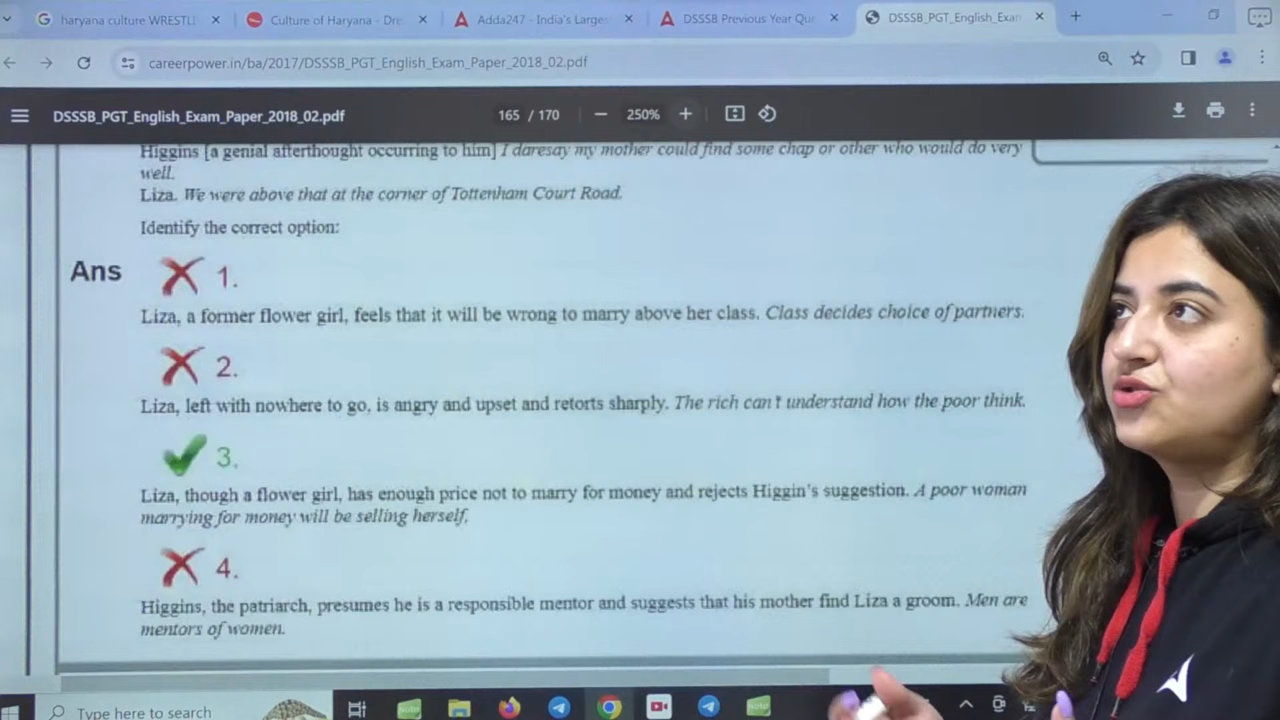 haryana culture WRESTLI
Culture of Haryana - Dre
Adda247 - India's Larges
DSSSB Previous Year Que
DSSSB_PGT_English_Exam
careerpower.in/ba/2017/DSSSB_PGT_English_Exam_Paper_2018_02.pdf
DSSSB_PGT_English_Exam_Paper_2018_02.pdf
165 / 170
250%
Higgins [a genial afterthought occurring to him] I daresay my mother could find some chap or other who would do very
well.
Liza. We were above that at the corner of Tottenham Court Road.
Identify the correct option:
Ans
1.
Liza, a former flower girl, feels that it will be wrong to marry above her class. Class decides choice of partners.
2.
Liza, left with nowhere to go, is angry and upset and retorts sharply. The rich can't understand how the poor think.
3.
Liza, though a flower girl, has enough price not to marry for money and rejects Higgin's suggestion. A poor woman
marrying for money will be selling herself.
4.
Higgins, the patriarch, presumes he is a responsible mentor and suggests that his mother find Liza a groom. Men are
mentors of women.
Type here to search